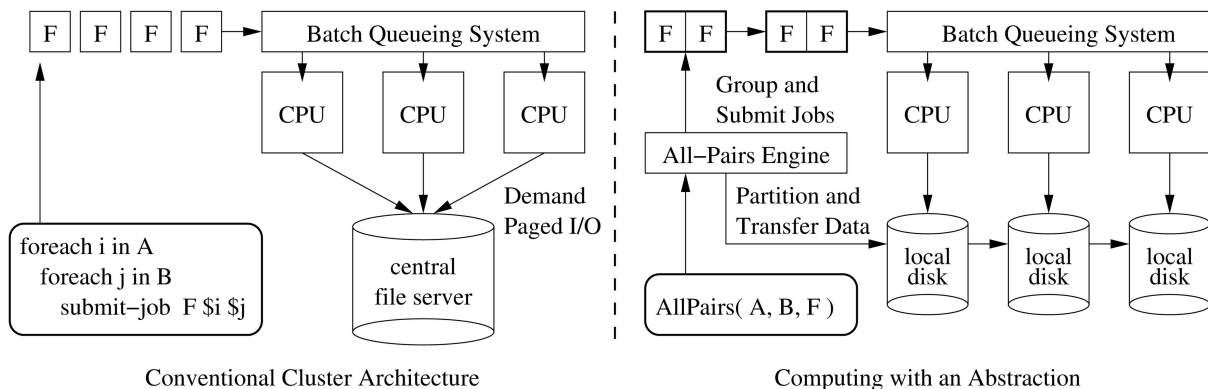 F F F F
Batch Queueing System
CPU CPU CPU
Demand
Paged I/O
foreach i in A
foreach j in B
submit−job F $i $j
central
file server
Conventional Cluster Architecture
F F F F
Batch Queueing System
Group and
Submit Jobs
CPU CPU CPU
All−Pairs Engine
Partition and
Transfer Data
local
disk
local
disk
local
disk
AllPairs( A, B, F )
Computing with an Abstraction